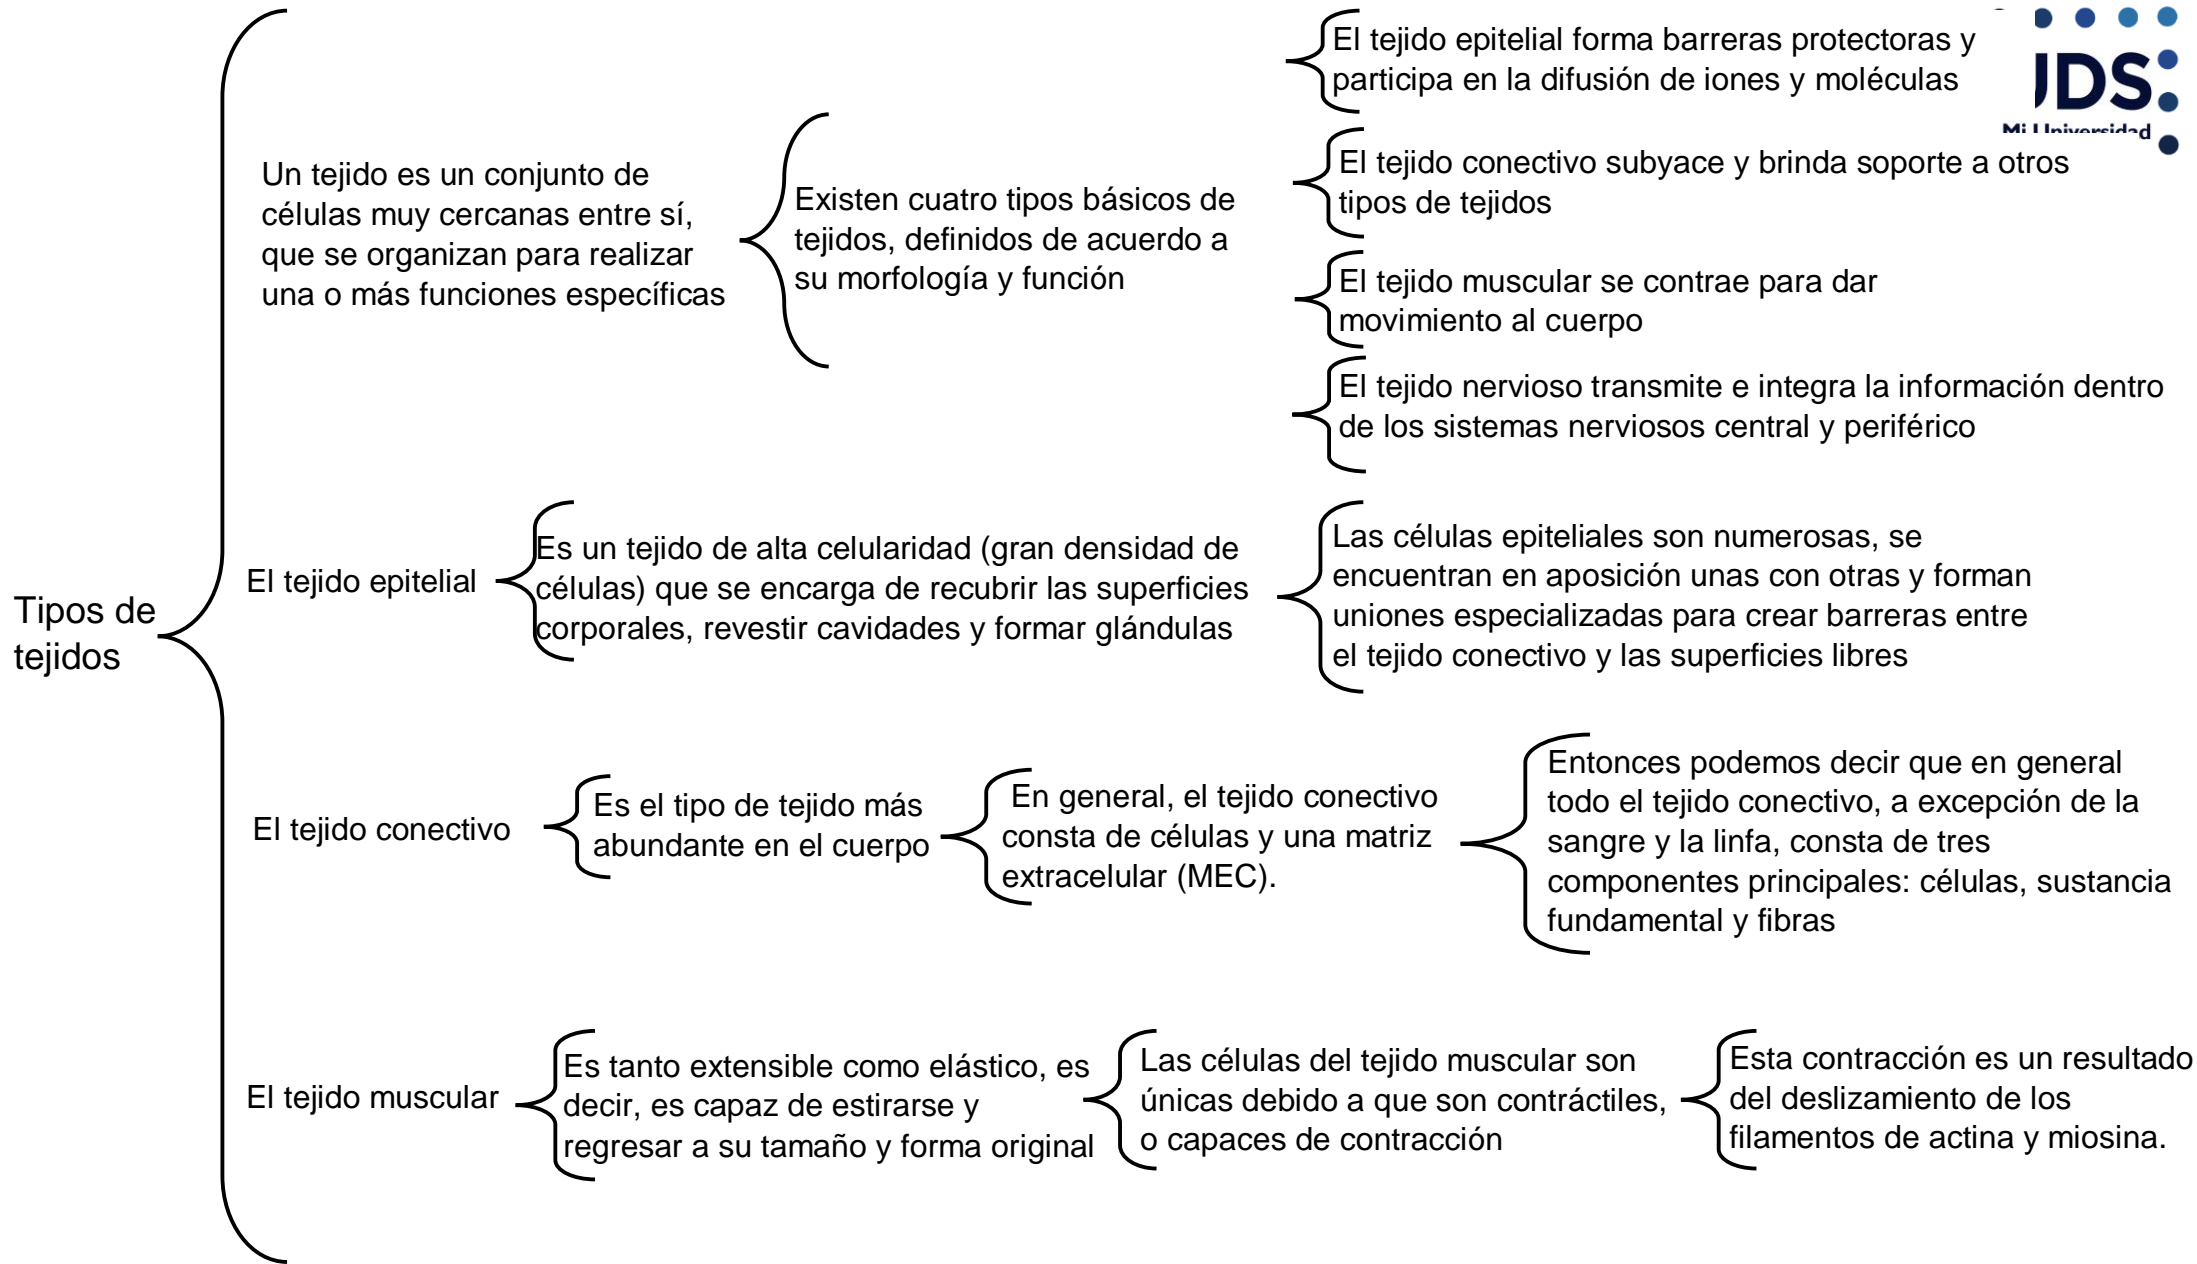 Tipos de
tejidos
Un tejido es un conjunto de
células muy cercanas entre sí,
que se organizan para realizar
una o más funciones específicas
Existen cuatro tipos básicos de
tejidos, definidos de acuerdo a
su morfología y función
El tejido epitelial forma barreras protectoras y
participa en la difusión de iones y moléculas
El tejido conectivo subyace y brinda soporte a otros
tipos de tejidos
El tejido muscular se contrae para dar
movimiento al cuerpo
El tejido nervioso transmite e integra la información dentro
de los sistemas nerviosos central y periférico
El tejido epitelial
Es un tejido de alta celularidad (gran densidad de
células) que se encarga de recubrir las superficies
corporales, revestir cavidades y formar glándulas
Las células epiteliales son numerosas, se
encuentran en aposición unas con otras y forman
uniones especializadas para crear barreras entre
el tejido conectivo y las superficies libres
El tejido conectivo
Es el tipo de tejido más
abundante en el cuerpo
En general, el tejido conectivo
consta de células y una matriz
extracelular (MEC).
Entonces podemos decir que en general
todo el tejido conectivo, a excepción de la
sangre y la linfa, consta de tres
componentes principales: células, sustancia
fundamental y fibras
El tejido muscular
Es tanto extensible como elástico, es
decir, es capaz de estirarse y
regresar a su tamaño y forma original
Las células del tejido muscular son
únicas debido a que son contráctiles,
o capaces de contracción
Esta contracción es un resultado
del deslizamiento de los
filamentos de actina y miosina.
UDS
Mi Universidad